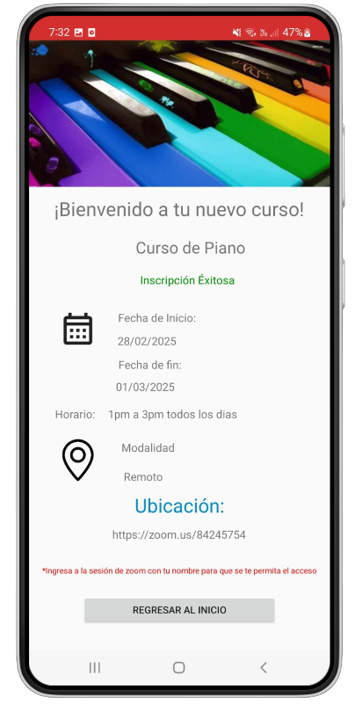 7:32 47%
¡Bienvenido a tu nuevo curso!
Curso de Piano
Inscripción Éxitosa
Fecha de Inicio:
28/02/2025
Fecha de fin:
01/03/2025
Horario: 1pm a 3pm todos los dias
Modalidad
Remoto
Ubicación:
https://zoom.us/84245754
*Ingresa a la sesión de zoom con tu nombre para que se te permita el acceso
REGRESAR AL INICIO